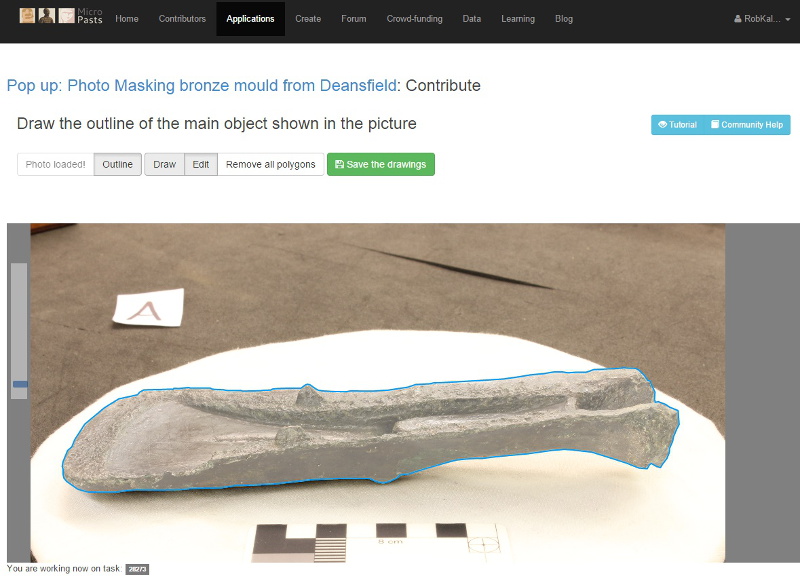 Micro
Pasts
Home Contributors Applications Create Forum Crowd-funding Data Learning Blog RobKal...
Pop up: Photo Masking bronze mould from Deansfield: Contribute
Draw the outline of the main object shown in the picture
Tutorial Community Help
Photo loaded! Outline Draw Edit Remove all polygons Save the drawings
A
8 cm
You are working now on task: 28273